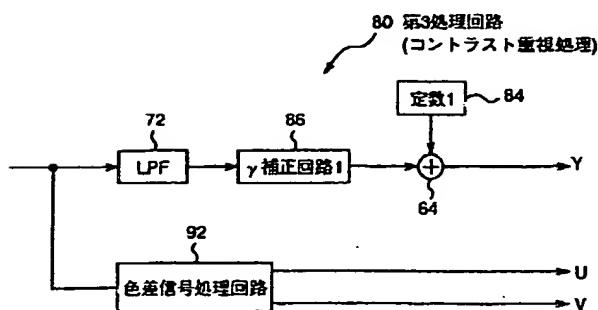 80 第3処理回路
(コントラスト重視処理)
定数1
84
72
86
LPF
γ補正回路1
Y
64
92
色差信号処理回路
U
V